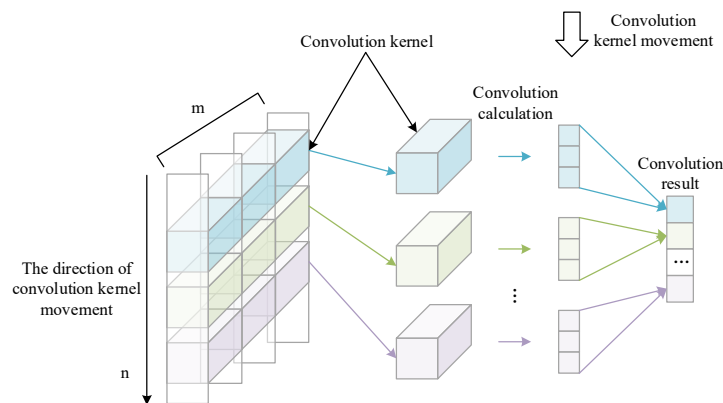 Convolution kernel
Convolution
kernel movement
m
Convolution
calculation
Convolution
result
The direction of
convolution kernel
movement
...
...
n